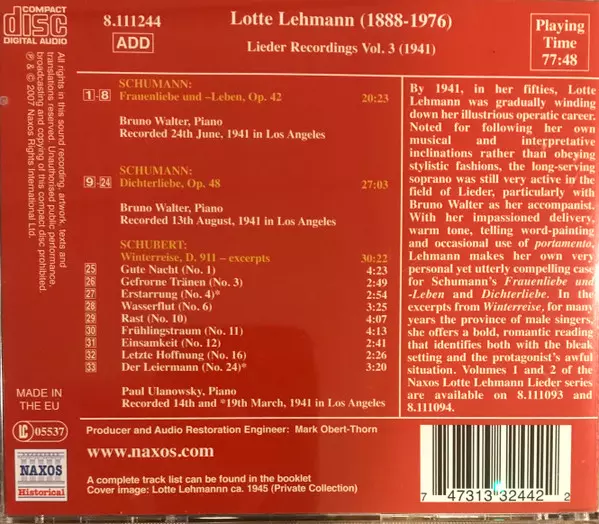 COMPACT
disc
DIGITAL AUDIO
8.111244
ADD
Lotte Lehmann (1888-1976)
Lieder Recordings Vol. 3 (1941)
Playing
Time
77:48
All rights in this sound recording, artwork, texts and
translations reserved. Unauthorised public performance,
broadcasting and copying of this compact disc prohibited.
℗ & © 2007 Naxos Rights International Ltd.
SCHUMANN:
1-8 Frauenliebe und –Leben, Op. 42 20:23
Bruno Walter, Piano
Recorded 24th June, 1941 in Los Angeles
SCHUMANN:
9-24 Dichterliebe, Op. 48 27:03
Bruno Walter, Piano
Recorded 13th August, 1941 in Los Angeles
SCHUBERT:
Winterreise, D. 911 – excerpts 30:22
25 Gute Nacht (No. 1) 4:23
26 Gefrorne Tränen (No. 3) 2:49
27 Erstarrung (No. 4)* 2:54
28 Wasserflut (No. 6) 3:25
29 Rast (No. 10) 4:07
30 Frühlingstraum (No. 11) 4:13
31 Einsamkeit (No. 12) 2:41
32 Letzte Hoffnung (No. 16) 2:26
33 Der Leiermann (No. 24)* 3:20
Paul Ulanowsky, Piano
Recorded 14th and *19th March, 1941 in Los Angeles
By 1941, in her fifties, Lotte
Lehmann was gradually winding
down her illustrious operatic career.
Noted for following her own
musical and interpretative
inclinations rather than obeying
stylistic fashions, the long-serving
soprano was still very active in the
field of Lieder, particularly with
Bruno Walter as her accompanist.
With her impassioned delivery,
warm tone, telling word-painting
and occasional use of portamento,
Lehmann makes her own very
personal yet utterly compelling case
for Schumann's Frauenliebe und
-Leben and Dichterliebe. In the
excerpts from Winterreise, for many
years the province of male singers,
she offers a bold, romantic reading
that identifies both with the bleak
setting and the protagonist's awful
situation. Volumes 1 and 2 of the
Naxos Lotte Lehmann Lieder series
are available on 8.111093 and
8.111094.
MADE IN
THE EU
LC 05537
NAXOS
Historical
Producer and Audio Restoration Engineer: Mark Obert-Thorn
www.naxos.com
A complete track list can be found in the booklet
Cover image: Lotte Lehmannn ca. 1945 (Private Collection)
7 47313 32442 2